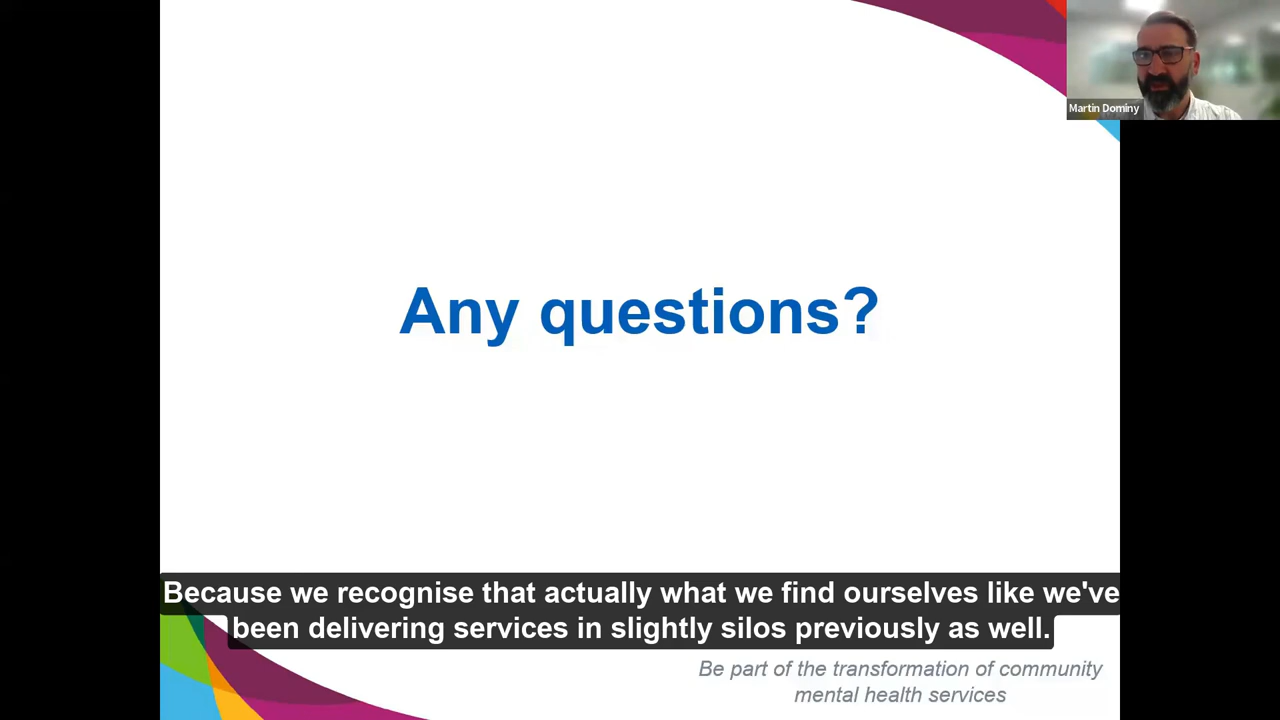 Martin Dominy
Any questions?
Because we recognise that actually what we find ourselves like we've
been delivering services in slightly silos previously as well.
Be part of the transformation of community
mental health services